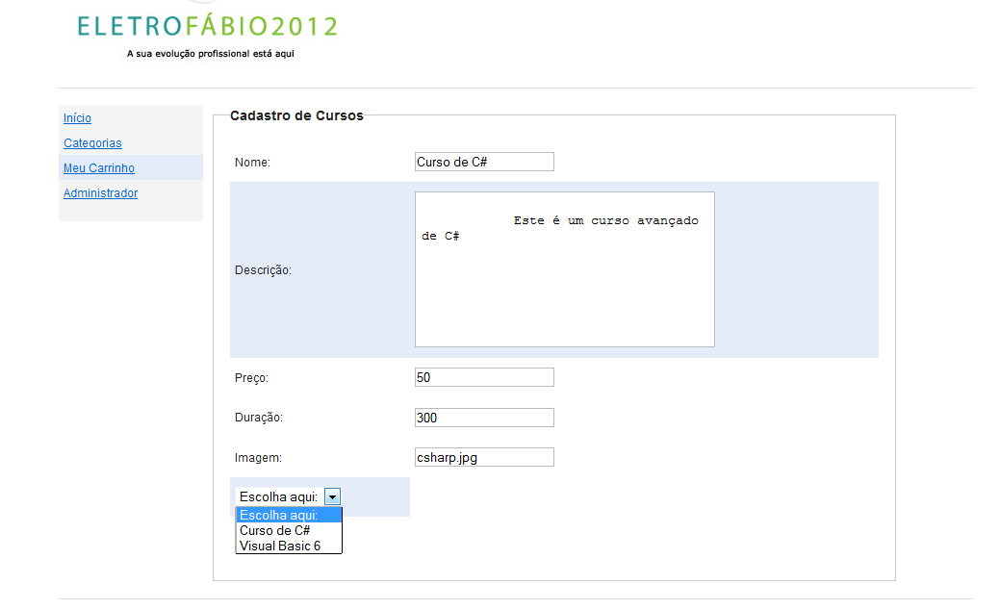 ELETROFÁBIO2012
A sua evolução profissional está aqui
Início
Categorias
Meu Carrinho
Administrador
Cadastro de Cursos
Nome: Curso de C#
Descrição:
Este é um curso avançado
de C#
Preço: 50
Duração: 300
Imagem: csharp.jpg
Escolha aqui:
Escolha aqui:
Curso de C#
Visual Basic 6